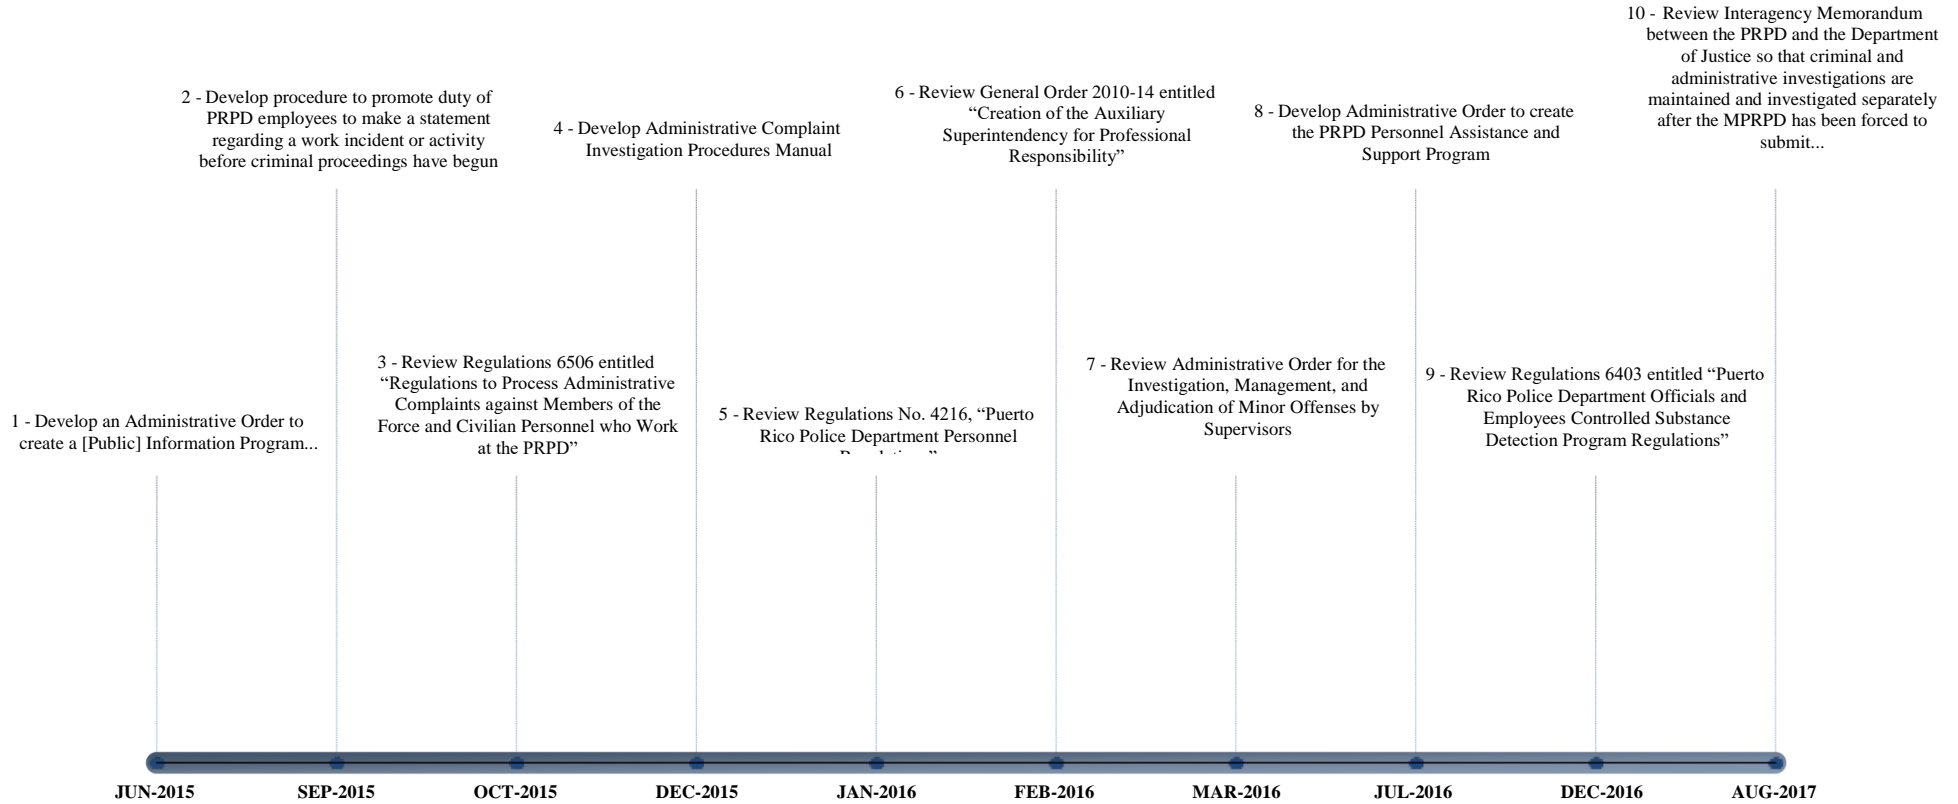 1 - Develop an Administrative Order to
create a [Public] Information Program...
2 - Develop procedure to promote duty of
PRPD employees to make a statement
regarding a work incident or activity
before criminal proceedings have begun
3 - Review Regulations 6506 entitled
“Regulations to Process Administrative
Complaints against Members of the
Force and Civilian Personnel who Work
at the PRPD”
4 - Develop Administrative Complaint
Investigation Procedures Manual
5 - Review Regulations No. 4216, “Puerto
Rico Police Department Personnel
6 - Review General Order 2010-14 entitled
“Creation of the Auxiliary
Superintendency for Professional
Responsibility”
7 - Review Administrative Order for the
Investigation, Management, and
Adjudication of Minor Offenses by
Supervisors
8 - Develop Administrative Order to create
the PRPD Personnel Assistance and
Support Program
9 - Review Regulations 6403 entitled “Puerto
Rico Police Department Officials and
Employees Controlled Substance
Detection Program Regulations”
10 - Review Interagency Memorandum
between the PRPD and the Department
of Justice so that criminal and
administrative investigations are
maintained and investigated separately
after the MPRPD has been forced to
submit...
JUN-2015
SEP-2015
OCT-2015
DEC-2015
JAN-2016
FEB-2016
MAR-2016
JUL-2016
DEC-2016
AUG-2017